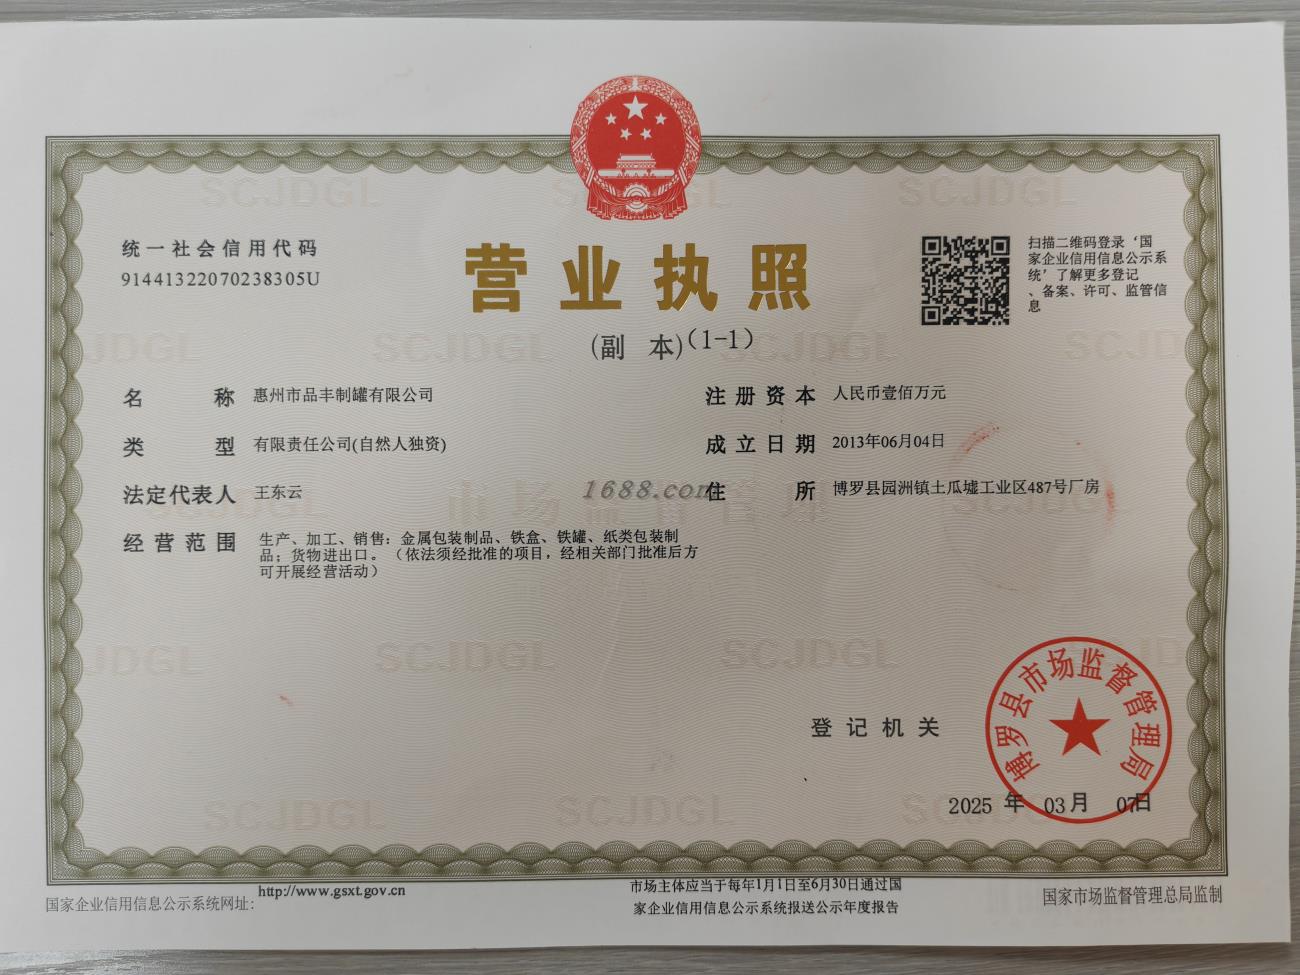 统一社会信用代码
91441322070238305U
营业执照
(副 本)(1-1)
扫描二维码登录‘国
家企业信用信息公示系
统’了解更多登记
、备案、许可、监管信
息
名 称 惠州市品丰制罐有限公司
类 型 有限责任公司(自然人独资)
法定代表人 王东云
经营范围 生产、加工、销售：金属包装制品、铁盒、铁罐、纸类包装制
品；货物进出口。（依法须经批准的项目，经相关部门批准后方
可开展经营活动）
注册资本 人民币壹佰万元
成立日期 2013年06月04日
住 所 博罗县园洲镇土瓜墟工业区487号厂房
1688.com
市场监督管理
SCJDGL
登记机关
博罗县市场监督管理局
2025 年 03 月 07日
国家企业信用信息公示系统网址：
http://www.gsxt.gov.cn
市场主体应当于每年1月1日至6月30日通过国
家企业信用信息公示系统报送公示年度报告
国家市场监督管理总局监制